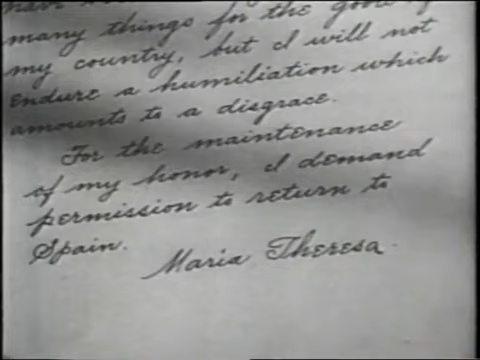 many things for the good of
my country, but I will not
endure a humiliation which
amounts to a disgrace.
For the maintenance
of my honor, I demand
permission to return to
Spain.
Maria Theresa.